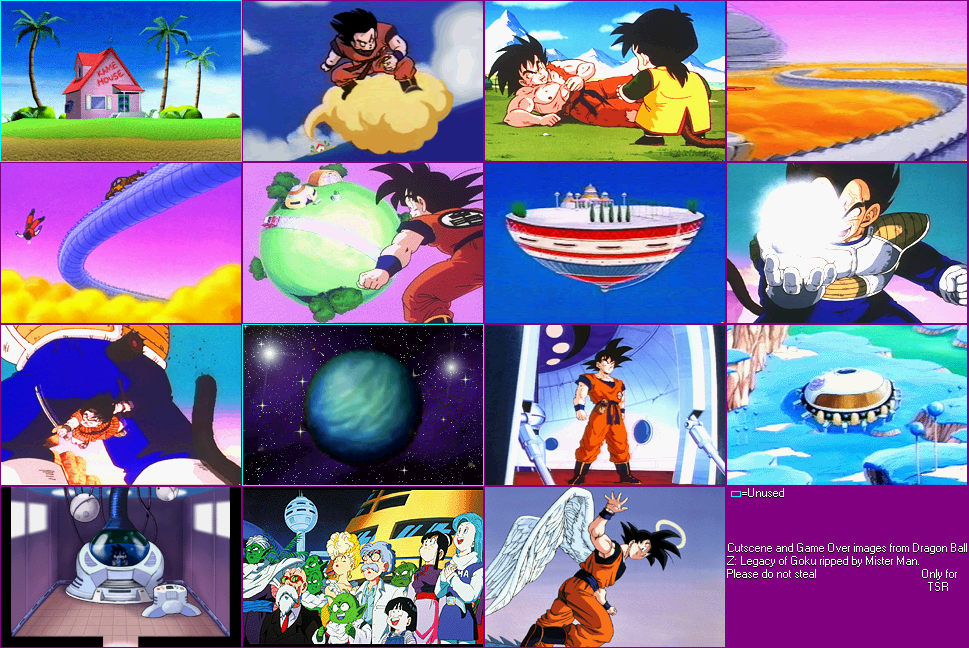 KAME
HOUSE
=Unused
Cutscene and Game Over images from Dragon Ball
Z: Legacy of Goku ripped by Mister Man.
Please do not steal
Only for
TSR